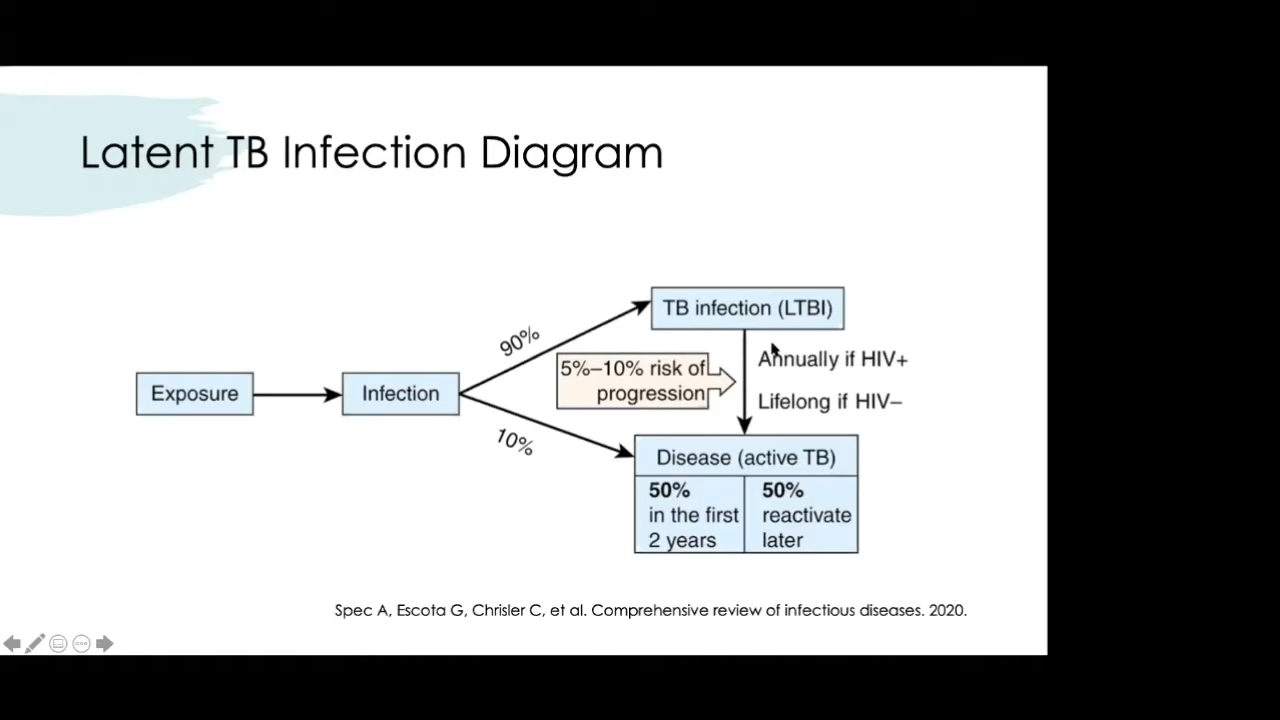 Latent TB Infection Diagram
TB infection (LTBI)
90%
Annually if HIV+
5%–10% risk of
progression
Exposure
Infection
Lifelong if HIV–
10%
Disease (active TB)
50%
in the first
2 years
50%
reactivate
later
Spec A, Escota G, Chrisler C, et al. Comprehensive review of infectious diseases. 2020.